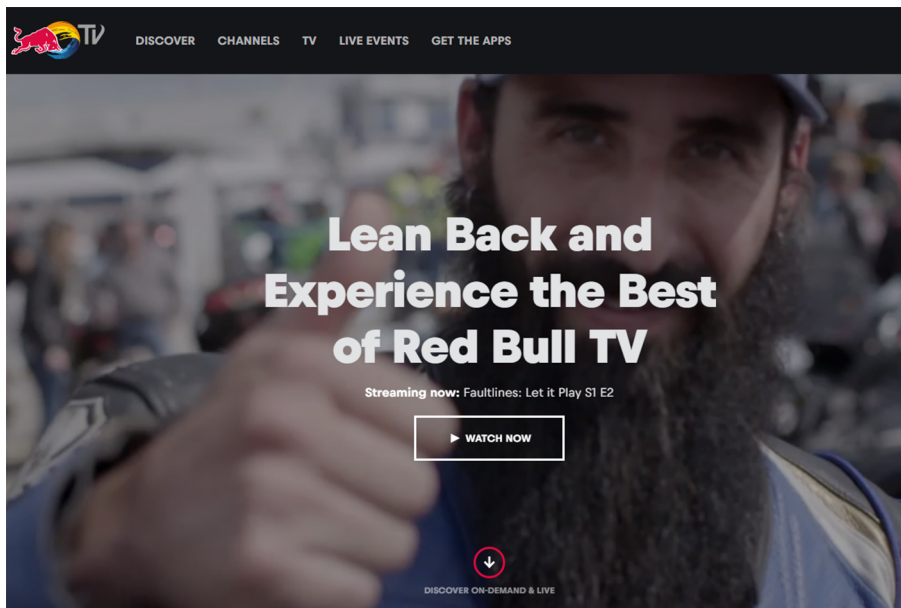 TV
DISCOVER CHANNELS TV LIVE EVENTS GET THE APPS
Lean Back and
Experience the Best
of Red Bull TV
Streaming now: Faultlines: Let it Play S1 E2
WATCH NOW
DISCOVER ON-DEMAND & LIVE